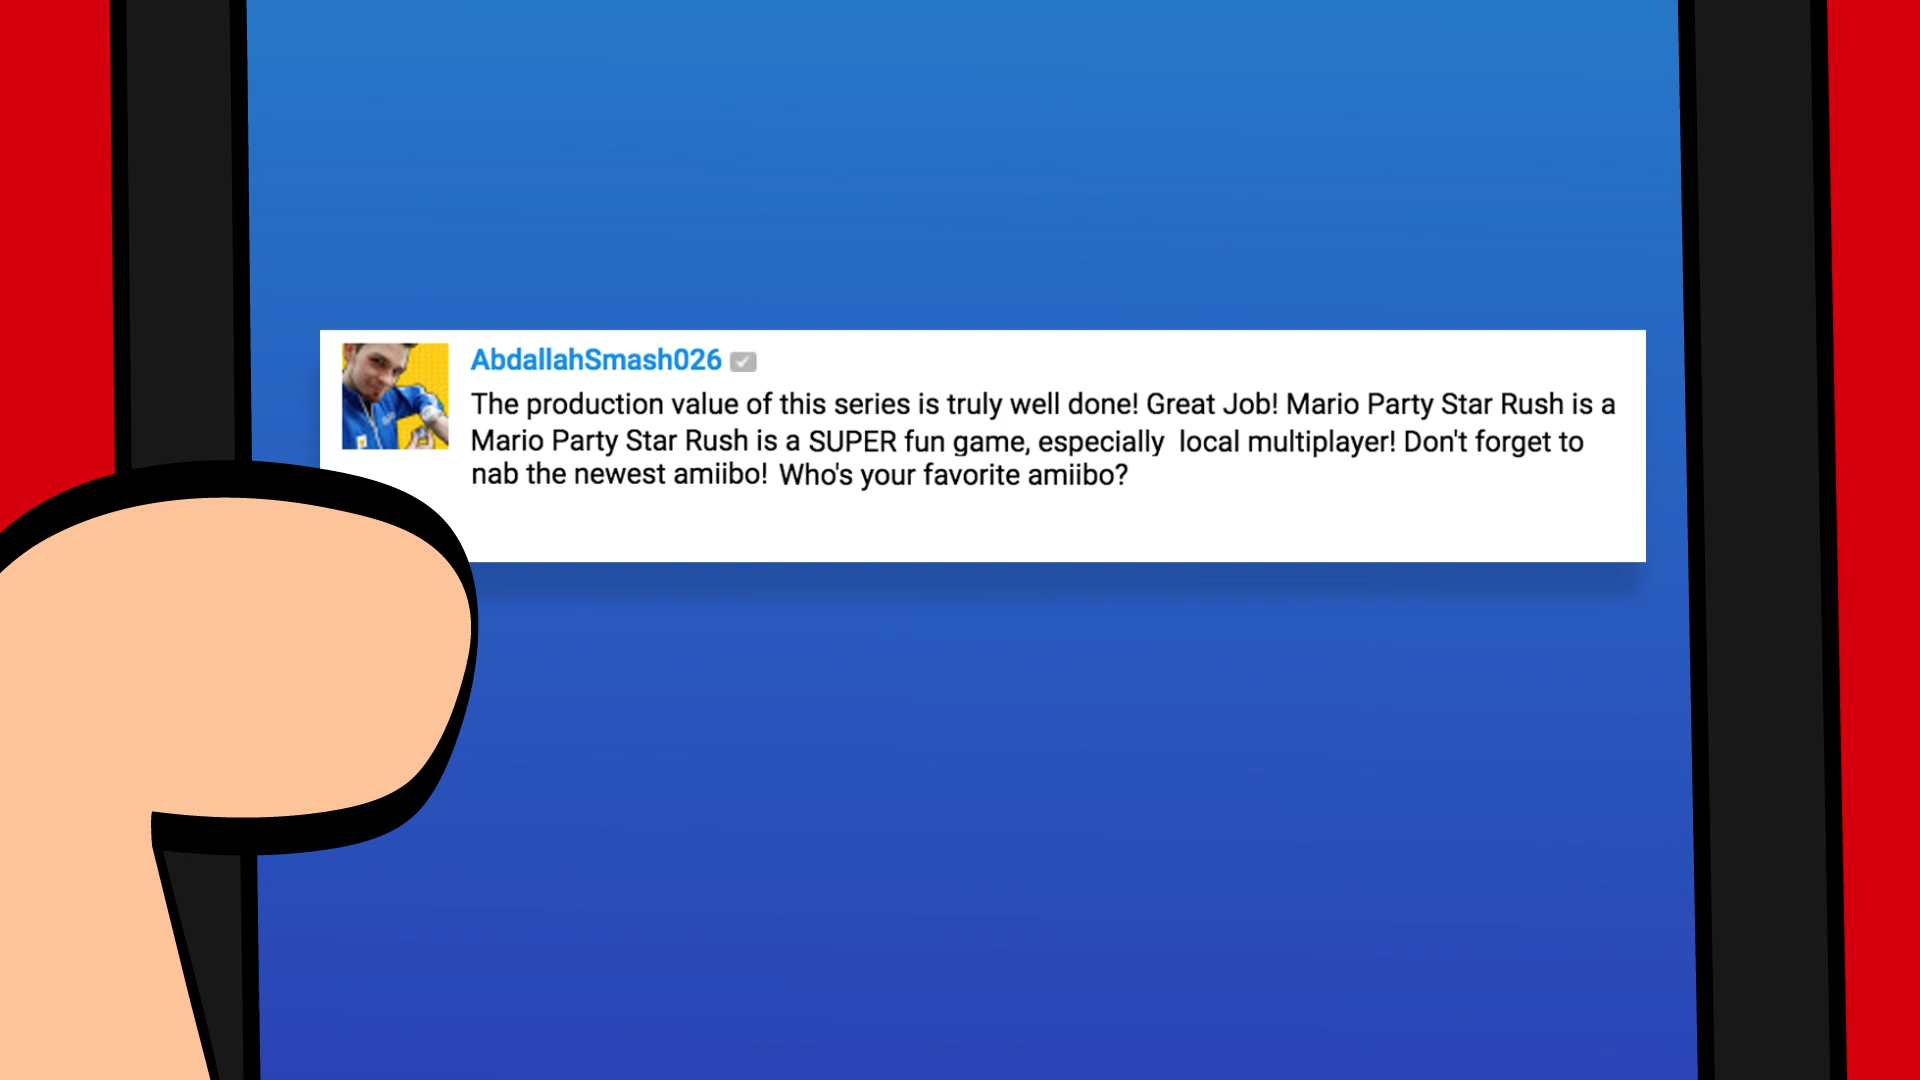 AbdallahSmash026
The production value of this series is truly well done! Great Job! Mario Party Star Rush is a
Mario Party Star Rush is a SUPER fun game, especially local multiplayer! Don't forget to
nab the newest amiibo! Who's your favorite amiibo?